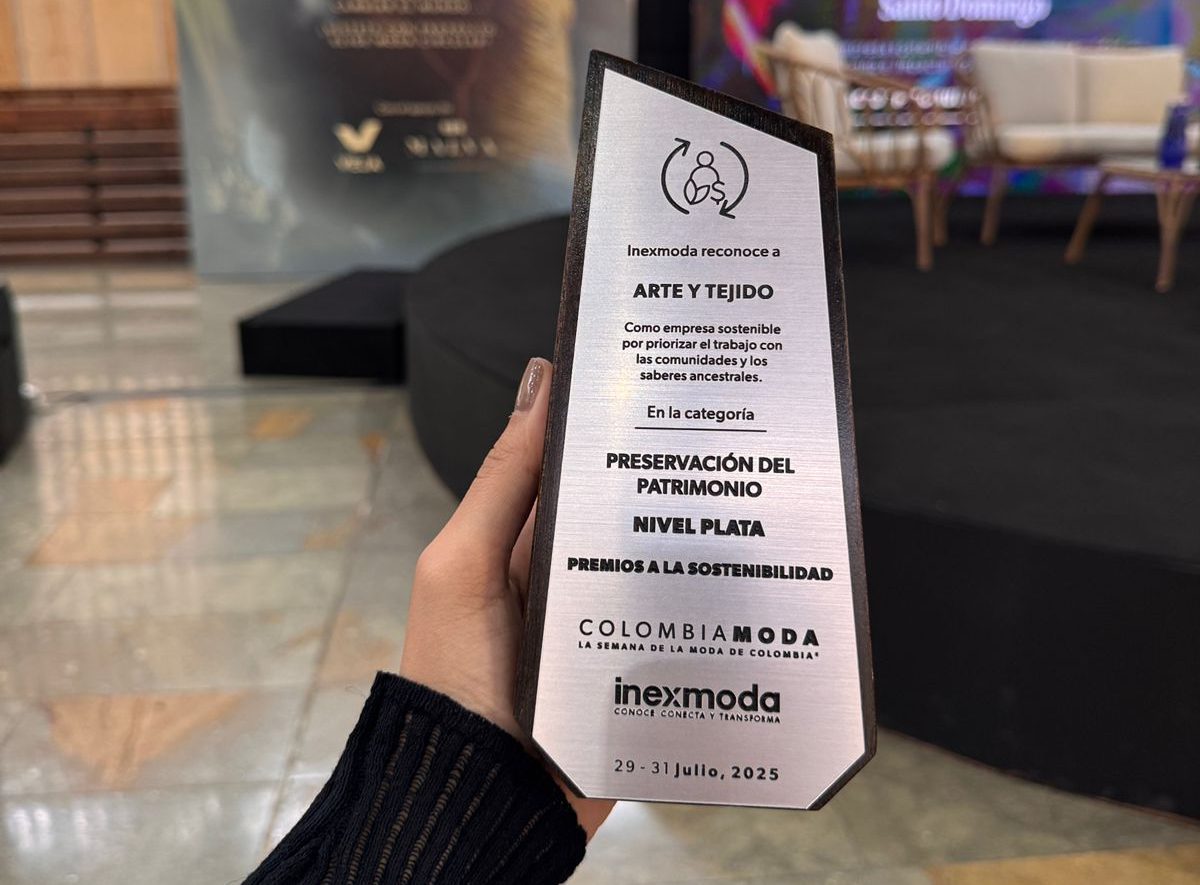 Santo Domingo
Inexmoda reconoce a
ARTE Y TEJIDO
Como empresa sostenible
por priorizar el trabajo con
las comunidades y los
saberes ancestrales.
En la categoría
PRESERVACIÓN DEL
PATRIMONIO
NIVEL PLATA
PREMIOS A LA SOSTENIBILIDAD
COLOMBIAMODA
LA SEMANA DE LA MODA DE COLOMBIA®
inexmoda
CONOCE CONECTA Y TRANSFORMA
29 - 31 Julio, 2025